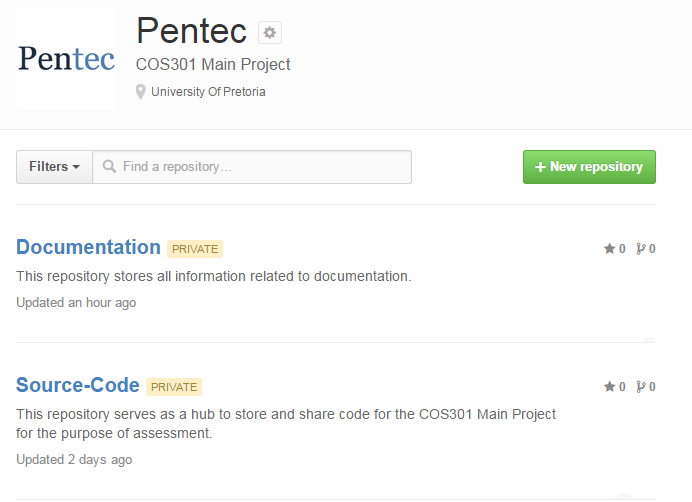 Pentec
Pentec
COS301 Main Project
University Of Pretoria
Filters
Find a repository...
New repository
Documentation PRIVATE
0 0
This repository stores all information related to documentation.
Updated an hour ago
Source-Code PRIVATE
0 0
This repository serves as a hub to store and share code for the COS301 Main Project
for the purpose of assessment.
Updated 2 days ago